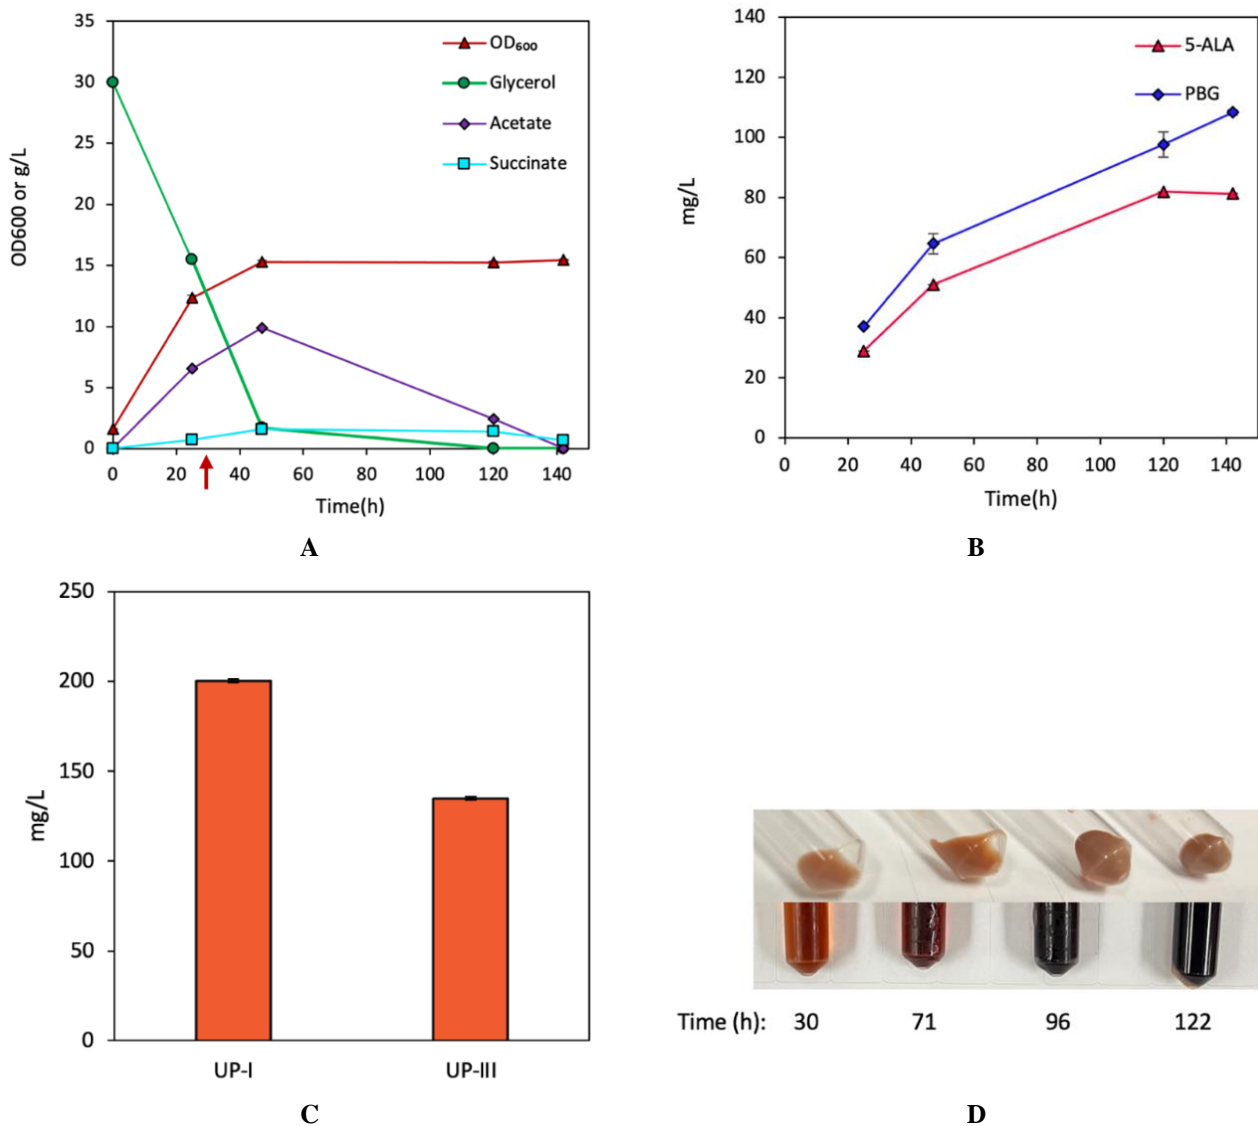 35
30
25
20
15
10
5
0
OD600 or g/L
OD₆₀₀
Glycerol
Acetate
Succinate
0 20 40 60 80 100 120 140
Time(h)
A
140
120
100
80
60
40
20
0
mg/L
5-ALA
PBG
0 20 40 60 80 100 120 140
Time(h)
B
250
200
150
100
50
0
mg/L
UP-I UP-III
C
Time (h): 30 71 96 122
D